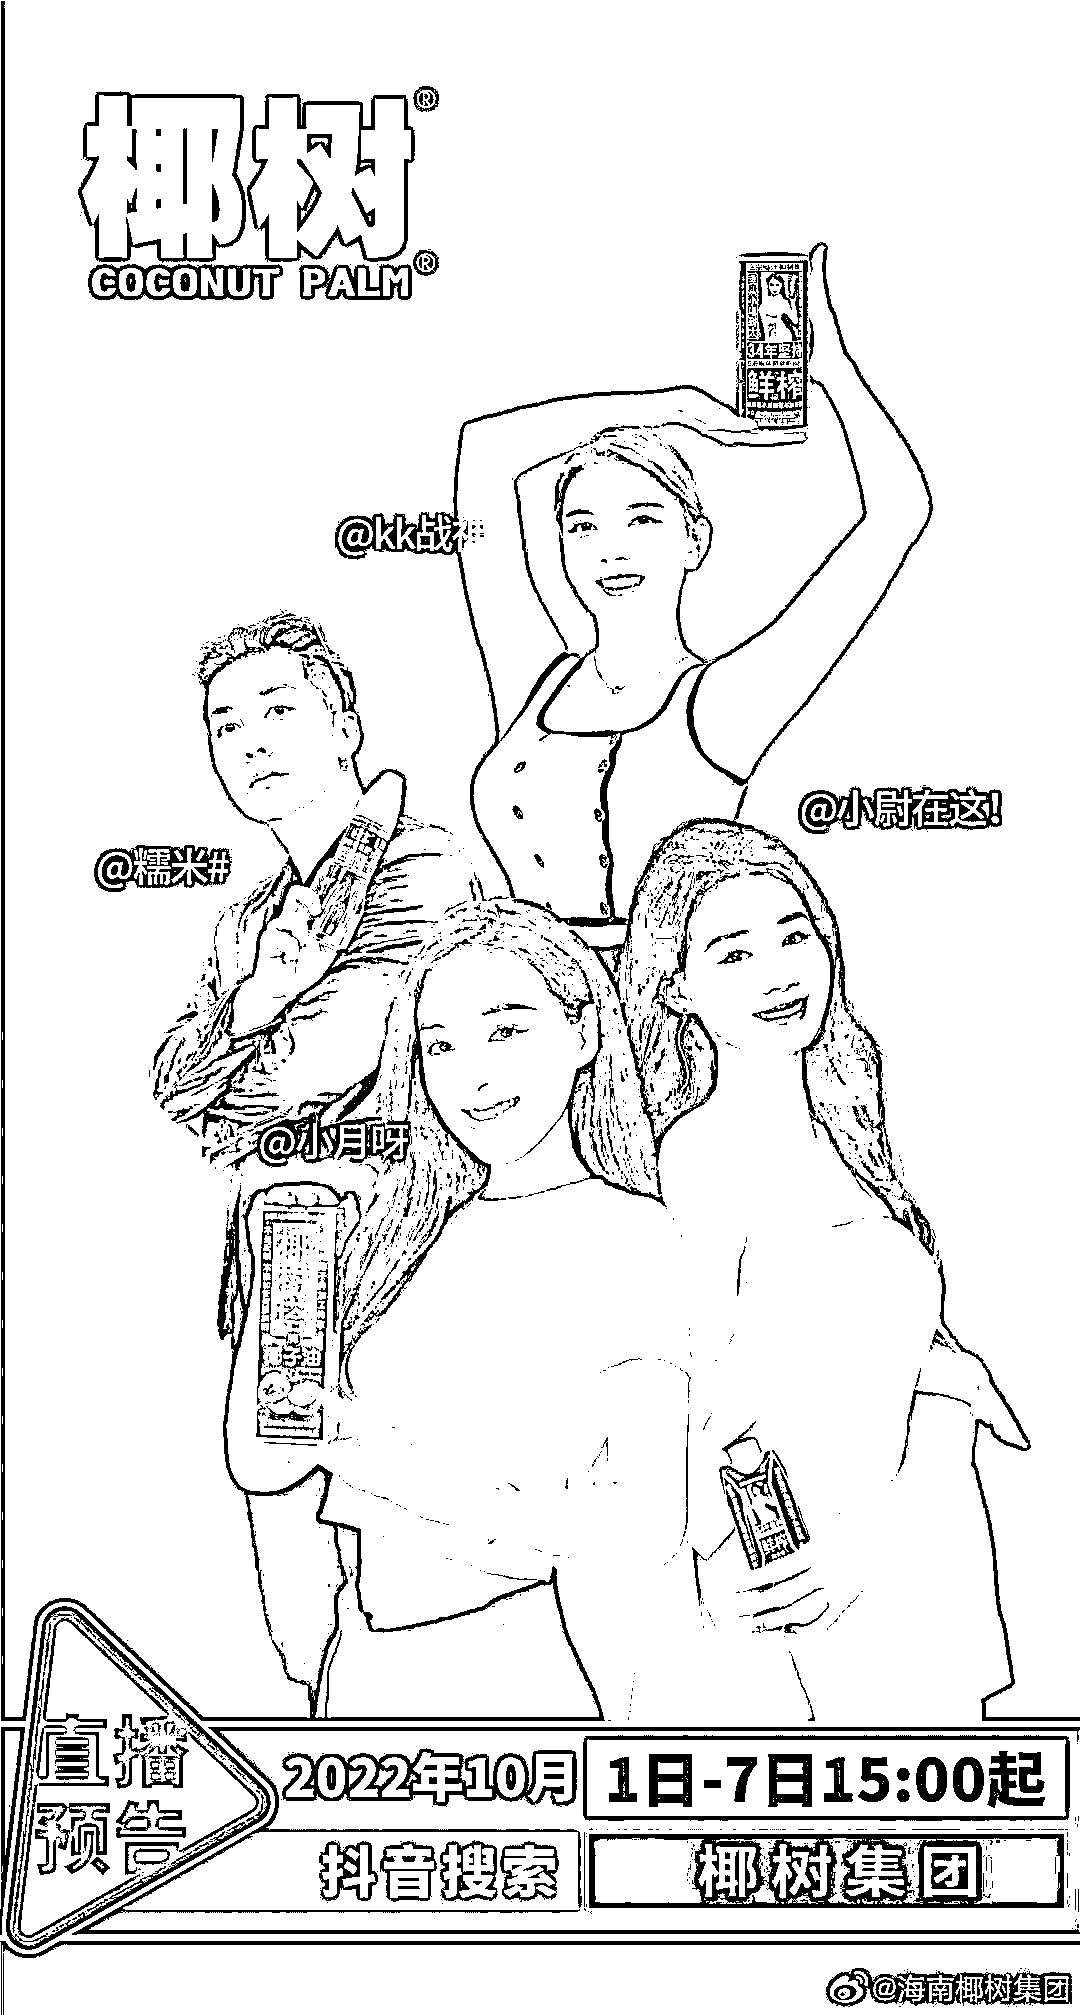 椰树®
COCONUT PALM®
34年坚持
鲜榨
@kk战神
@小尉在这!
@糯米#
@小月呀
直播
预告
2022年10月
1日-7日15:00起
抖音搜索
椰树集团
@海南椰树集团